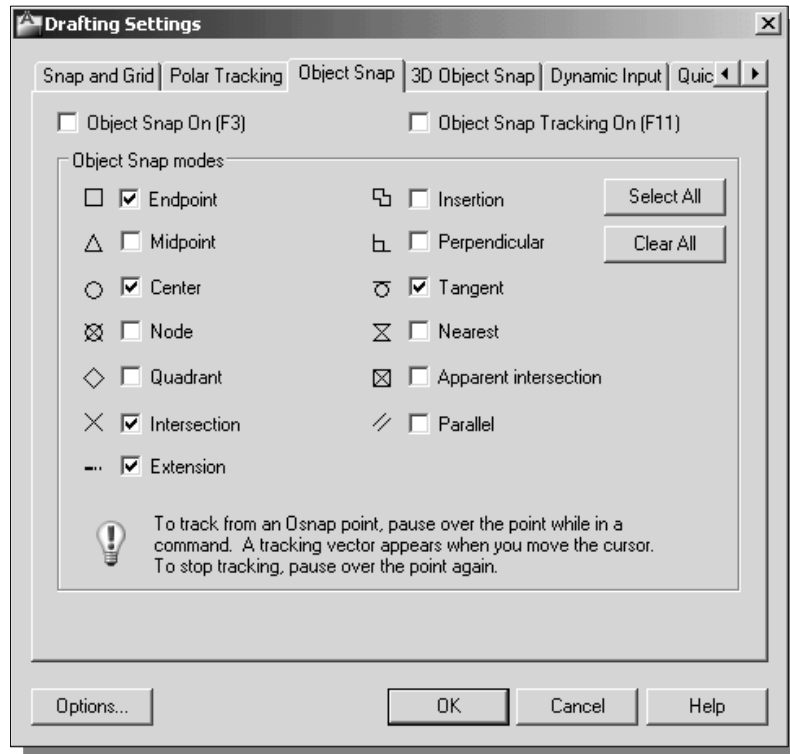 Drafting Settings
Snap and Grid Polar Tracking Object Snap 3D Object Snap Dynamic Input Quic
Object Snap On (F3) Object Snap Tracking On (F11)
Object Snap modes
Endpoint Insertion Select All
Midpoint Perpendicular Clear All
Center Tangent
Node Nearest
Quadrant Apparent intersection
Intersection Parallel
Extension
To track from an Osnap point, pause over the point while in a
command. A tracking vector appears when you move the cursor.
To stop tracking, pause over the point again.
Options... OK Cancel Help